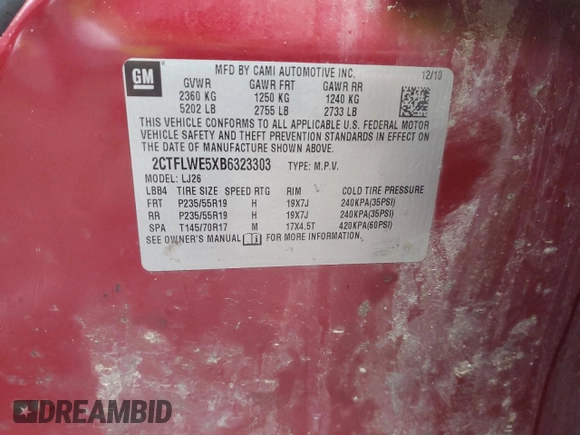 GM
MFD BY CAMI AUTOMOTIVE INC. 12/10
GVWR GAWR FRT GAWR RR
2360 KG 1250 KG 1240 KG
5202 LB 2755 LB 2733 LB
THIS VEHICLE CONFORMS TO ALL APPLICABLE U.S. FEDERAL MOTOR
VEHICLE SAFETY AND THEFT PREVENTION STANDARDS IN EFFECT ON
THE DATE OF MANUFACTURE SHOWN ABOVE.
2CTFLWE5XB6323303 TYPE: M.P.V.
MODEL: LJ26
LBB4 TIRE SIZE SPEED RTG RIM COLD TIRE PRESSURE
FRT P235/55R19 H 19X7J 240KPA(35PSI)
RR P235/55R19 H 19X7J 240KPA(35PSI)
SPA T145/70R17 M 17X4.5T 420KPA(60PSI)
SEE OWNER'S MANUAL FOR MORE INFORMATION.
DREAMBID